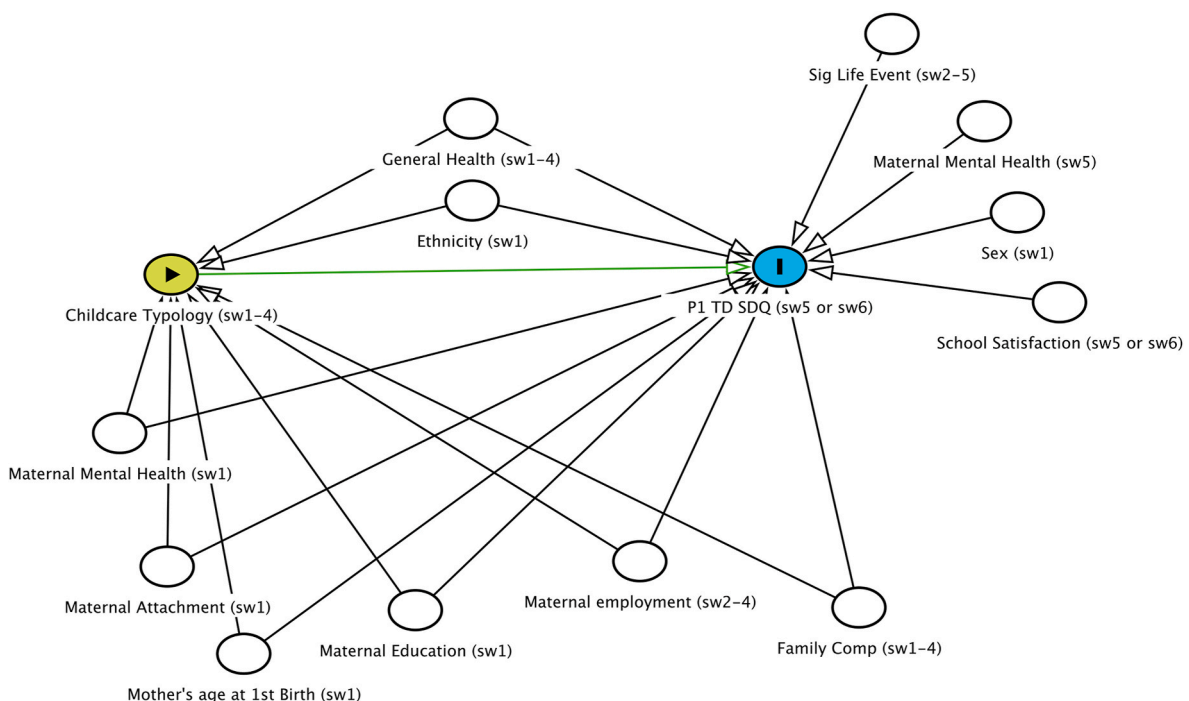 Sig Life Event (sw2-5)
General Health (sw1-4)
Maternal Mental Health (sw5)
Ethnicity (sw1)
Sex (sw1)
Childcare Typology (sw1-4)
P1 TD SDQ (sw5 or sw6)
School Satisfaction (sw5 or sw6)
Maternal Mental Health (sw1)
Maternal Attachment (sw1)
Maternal employment (sw2-4)
Maternal Education (sw1)
Family Comp (sw1-4)
Mother's age at 1st Birth (sw1)